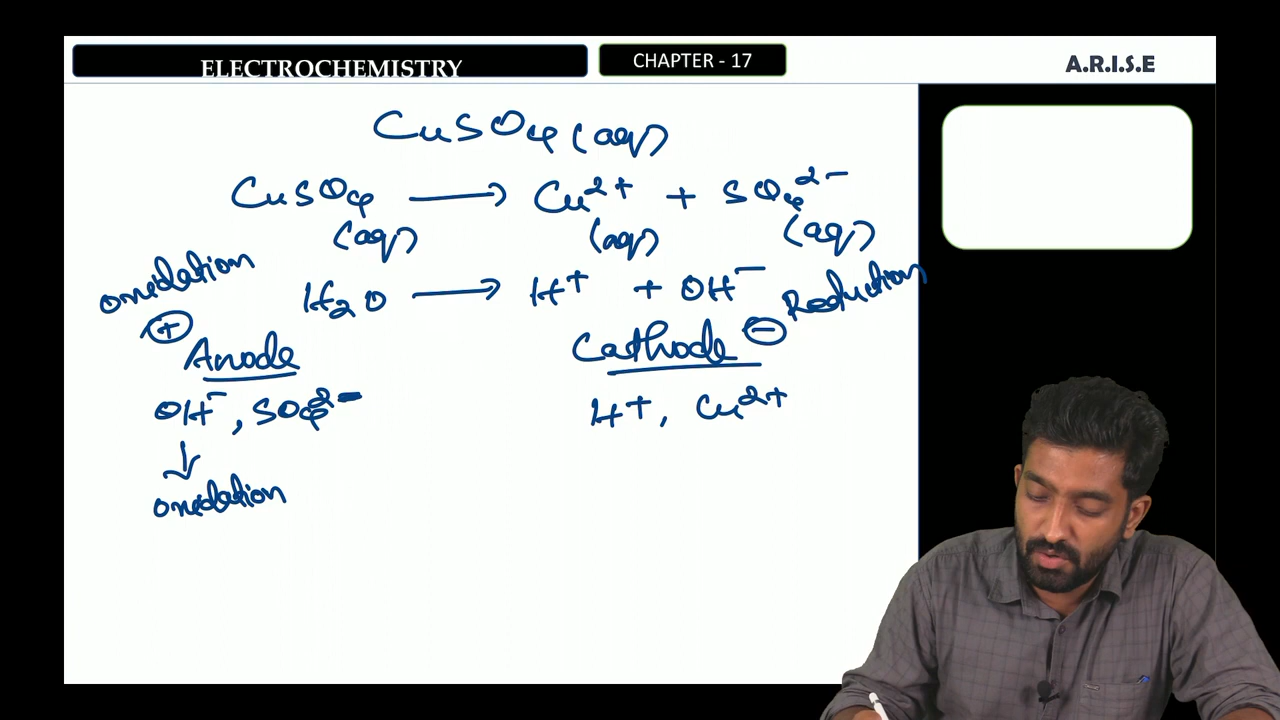 ELECTROCHEMISTRY
CHAPTER - 17
A.R.I.S.E
CuSO4 (aq)
CuSO4 → Cu²⁺ + SO4²⁻
(aq) (aq) (aq)
oxidation
H2O → H⁺ + OH⁻
Reduction
⊕
Anode
Cathode ⊖
OH⁻, SO4²⁻
H⁺, Cu²⁺
↓
oxidation